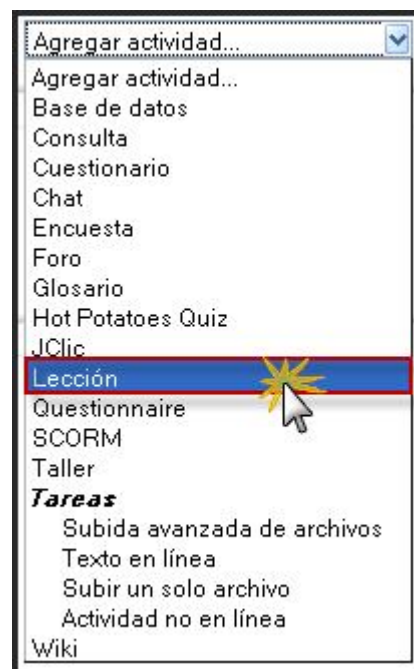 Agregar actividad...
Agregar actividad...
Base de datos
Consulta
Cuestionario
Chat
Encuesta
Foro
Glosario
Hot Potatoes Quiz
JClic
Lección
Questionnaire
SCORM
Taller
Tareas
Subida avanzada de archivos
Texto en línea
Subir un solo archivo
Actividad no en línea
Wiki